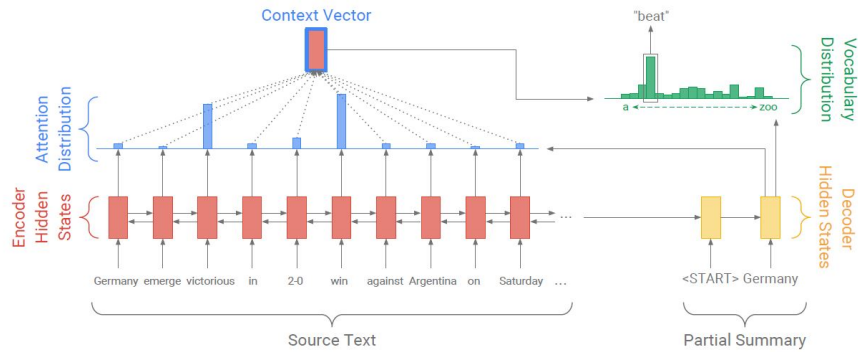 Context Vector
"beat"
Vocabulary
Distribution
a
zoo
Attention
Distribution
Encoder
Hidden
States
Decoder
Hidden States
...
Germany emerge victorious in 2-0 win against Argentina on Saturday ...
<START> Germany
Source Text
Partial Summary